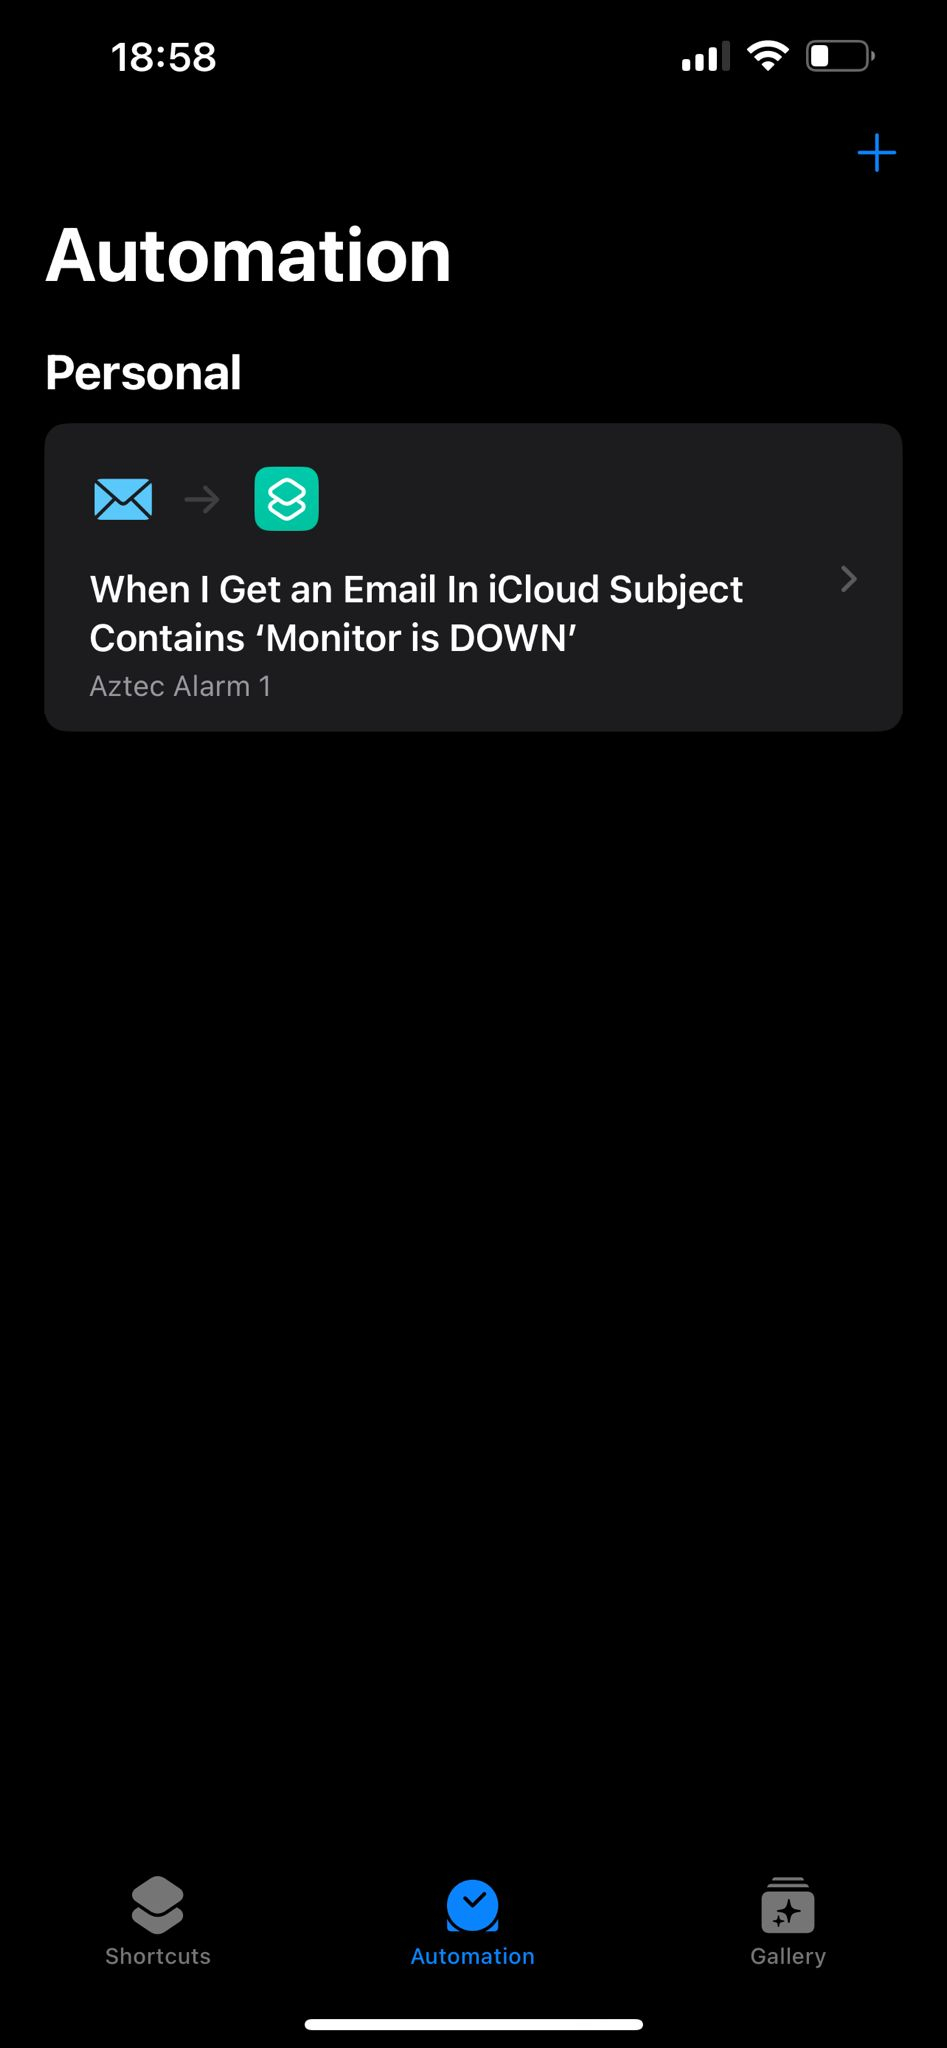 18:58
Automation
Personal
When I Get an Email In iCloud Subject
Contains ‘Monitor is DOWN’
Aztec Alarm 1
Shortcuts
Automation
Gallery